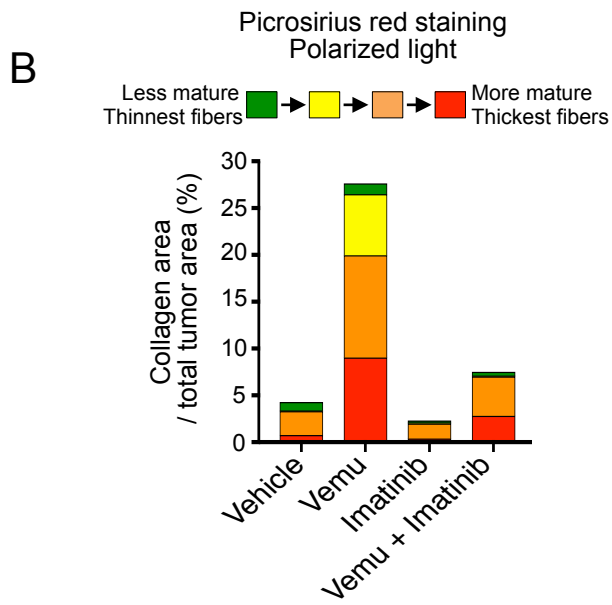 Picrosirius red staining
Polarized light
B
Less mature
Thinnest fibers
More mature
Thickest fibers
Collagen area
/ total tumor area (%)
30
25
20
15
10
5
0
Vehicle
Vemu
Imatinib
Vemu + Imatinib